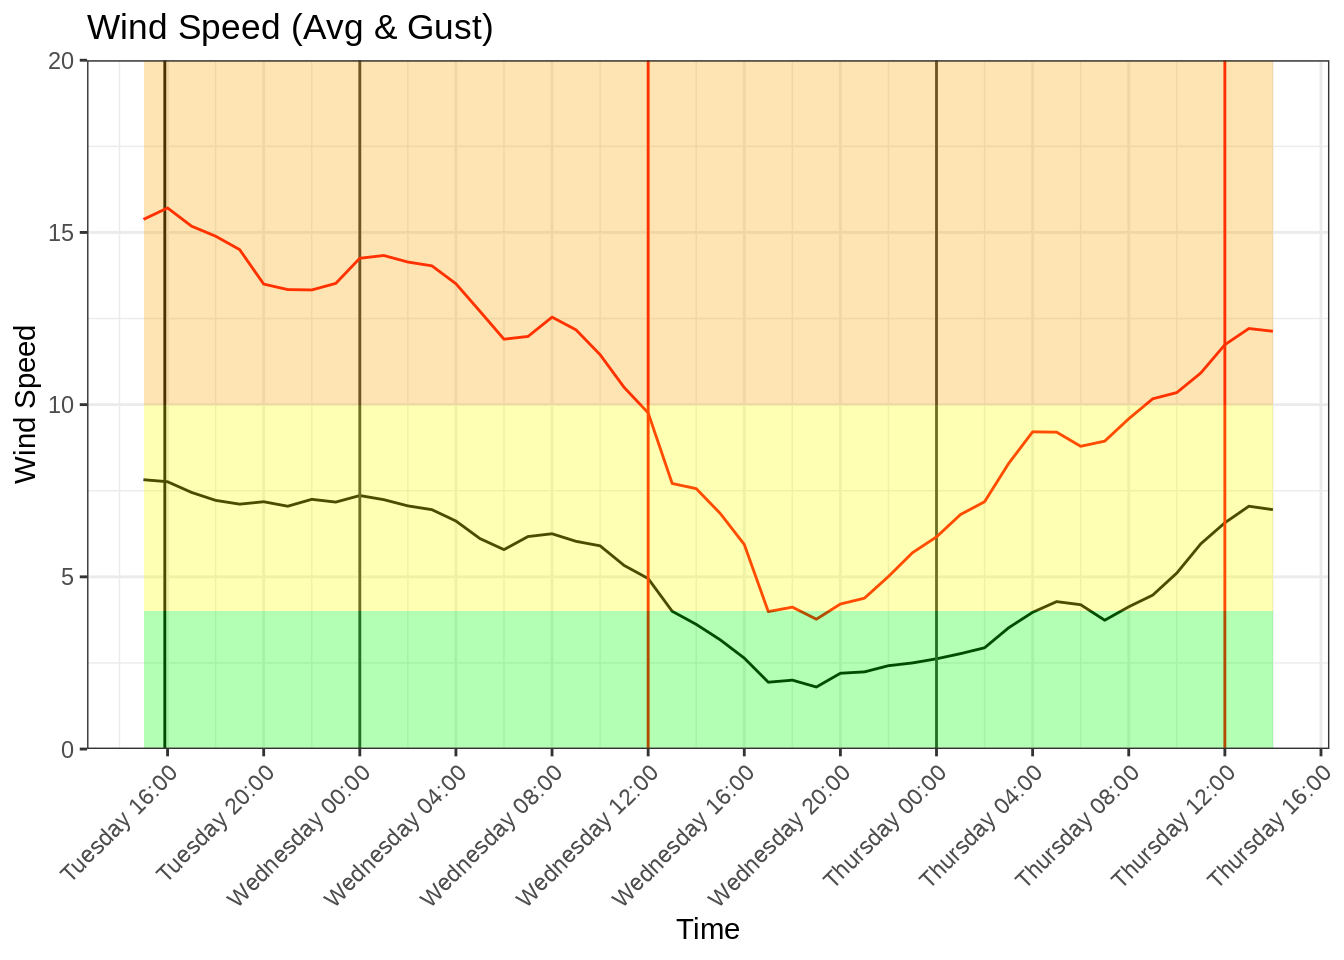 Wind Speed (Avg & Gust)
20
15
10
5
0
Wind Speed
Tuesday 16:00
Tuesday 20:00
Wednesday 00:00
Wednesday 04:00
Wednesday 08:00
Wednesday 12:00
Wednesday 16:00
Wednesday 20:00
Thursday 00:00
Thursday 04:00
Thursday 08:00
Thursday 12:00
Thursday 16:00
Time